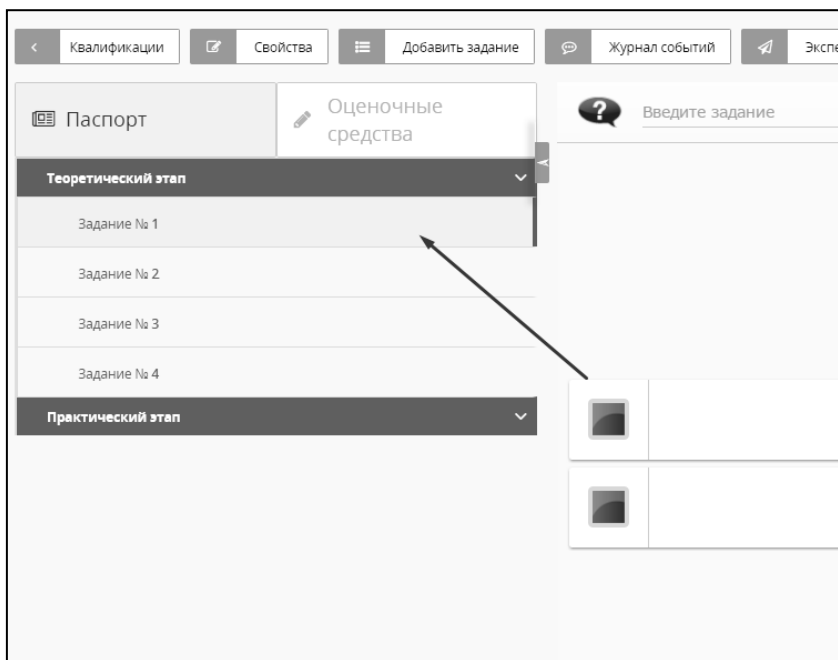 Квалификации Свойства Добавить задание Журнал событий Экспе
Паспорт
Оценочные
средства
? Введите задание
Теоретический этап
Задание № 1
Задание № 2
Задание № 3
Задание № 4
Практический этап